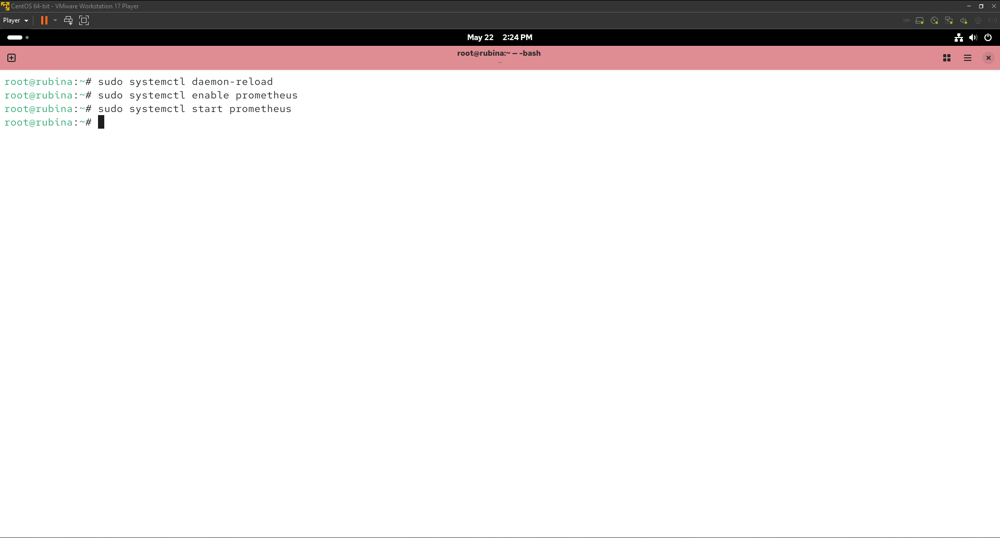 CentOS 64-bit - VMware Workstation 17 Player
Player
May 22 2:24 PM
root@rubina:~ — -bash
~
root@rubina:~# sudo systemctl daemon-reload
root@rubina:~# sudo systemctl enable prometheus
root@rubina:~# sudo systemctl start prometheus
root@rubina:~#